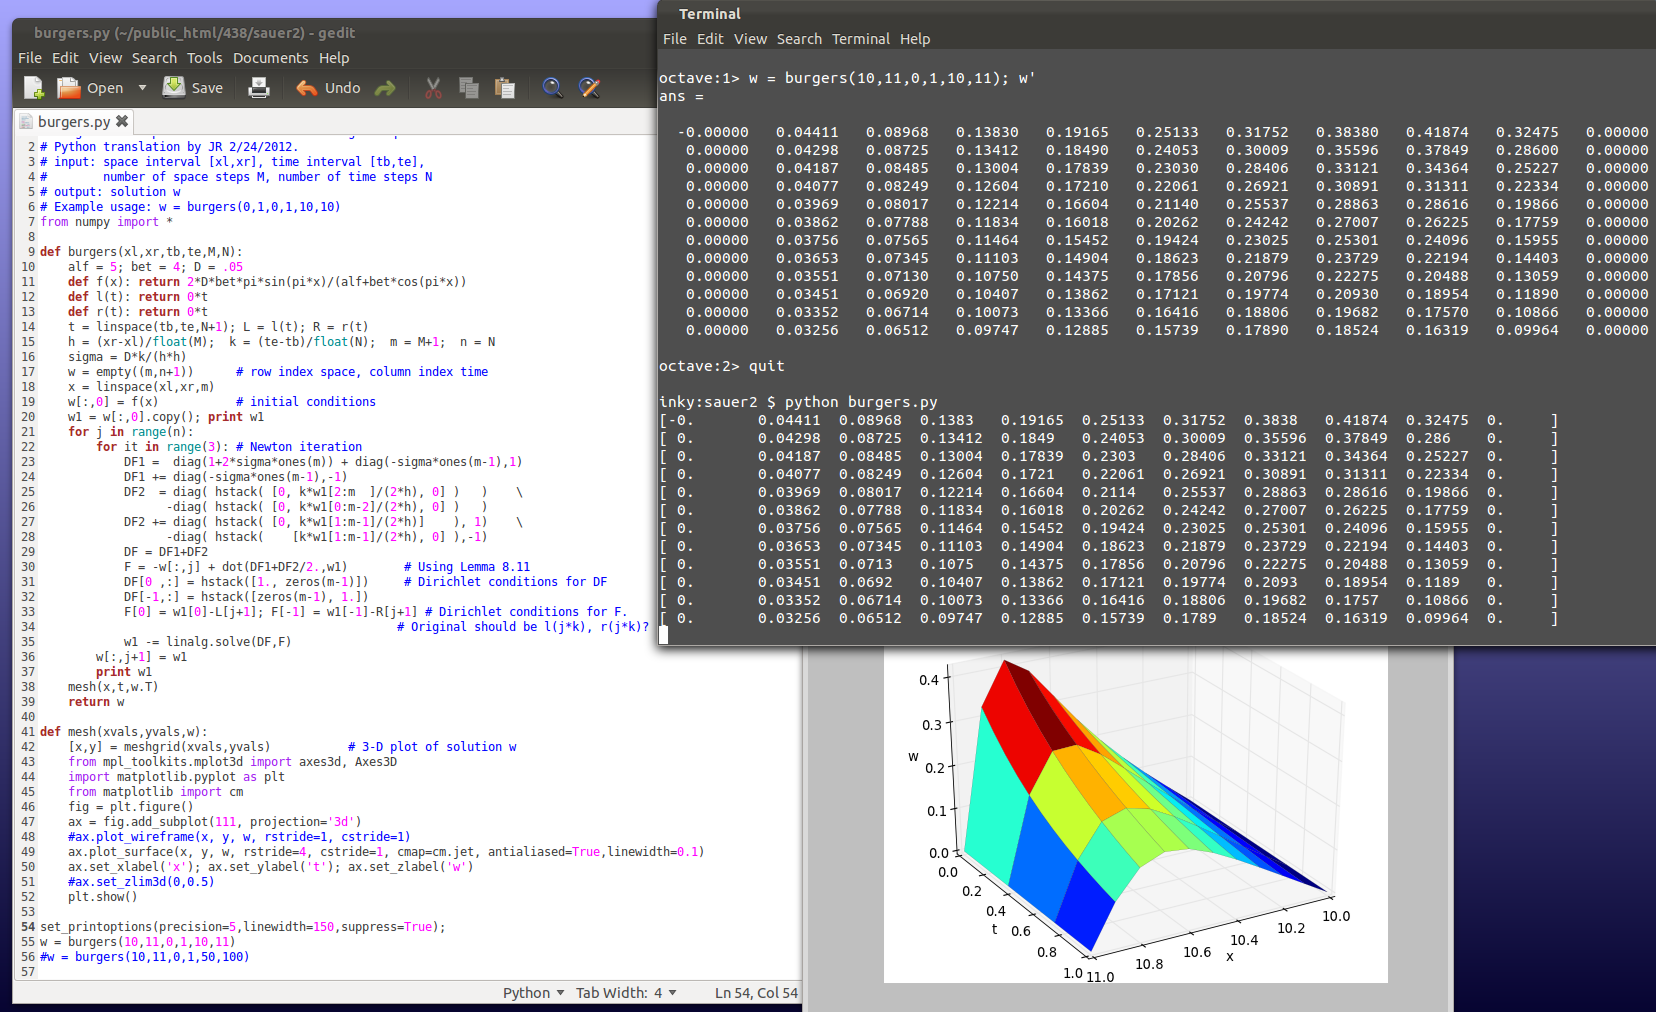 burgers.py (~/public_html/438/sauer2) - gedit
File Edit View Search Tools Documents Help
Open Save Undo
burgers.py
2 # Python translation by JR 2/24/2012.
3 # input: space interval [xl,xr], time interval [tb,te],
4 #        number of space steps M, number of time steps N
5 # output: solution w
6 # Example usage: w = burgers(0,1,0,1,10,10)
7 from numpy import *
8
9 def burgers(xl,xr,tb,te,M,N):
10     alf = 5; bet = 4; D = .05
11     def f(x): return 2*D*bet*pi*sin(pi*x)/(alf+bet*cos(pi*x))
12     def l(t): return 0*t
13     def r(t): return 0*t
14     t = linspace(tb,te,N+1); L = l(t); R = r(t)
15     h = (xr-xl)/float(M);  k = (te-tb)/float(N);  m = M+1;  n = N
16     sigma = D*k/(h*h)
17     w = empty((m,n+1))      # row index space, column index time
18     x = linspace(xl,xr,m)
19     w[:,0] = f(x)           # initial conditions
20     w1 = w[:,0].copy(); print w1
21     for j in range(n):
22         for it in range(3): # Newton iteration
23             DF1 =  diag(1+2*sigma*ones(m)) + diag(-sigma*ones(m-1),1)
24             DF1 += diag(-sigma*ones(m-1),-1)
25             DF2  = diag( hstack( [0, k*w1[2:m  ]/(2*h), 0] )   )    \
26                   -diag( hstack( [0, k*w1[0:m-2]/(2*h), 0] )   )
27             DF2 += diag( hstack( [0, k*w1[1:m-1]/(2*h)]    ), 1)    \
28                   -diag( hstack(    [k*w1[1:m-1]/(2*h), 0] ),-1)
29             DF = DF1+DF2
30             F = -w[:,j] + dot(DF1+DF2/2.,w1)        # Using Lemma 8.11
31             DF[0 ,:] = hstack([1., zeros(m-1)])     # Dirichlet conditions for DF
32             DF[-1,:] = hstack([zeros(m-1), 1.])
33             F[0] = w1[0]-L[j+1]; F[-1] = w1[-1]-R[j+1] # Dirichlet conditions for F.
34                                                    # Original should be l(j*k), r(j*k)?
35             w1 -= linalg.solve(DF,F)
36         w[:,j+1] = w1
37         print w1
38     mesh(x,t,w.T)
39     return w
40
41 def mesh(xvals,yvals,w):
42     [x,y] = meshgrid(xvals,yvals)           # 3-D plot of solution w
43     from mpl_toolkits.mplot3d import axes3d, Axes3D
44     import matplotlib.pyplot as plt
45     from matplotlib import cm
46     fig = plt.figure()
47     ax = fig.add_subplot(111, projection='3d')
48     #ax.plot_wireframe(x, y, w, rstride=1, cstride=1)
49     ax.plot_surface(x, y, w, rstride=4, cstride=1, cmap=cm.jet, antialiased=True,linewidth=0.1)
50     ax.set_xlabel('x'); ax.set_ylabel('t'); ax.set_zlabel('w')
51     #ax.set_zlim3d(0,0.5)
52     plt.show()
53
54 set_printoptions(precision=5,linewidth=150,suppress=True);
55 w = burgers(10,11,0,1,10,11)
56 #w = burgers(10,11,0,1,50,100)
57
Python Tab Width: 4 Ln 54, Col 54
Terminal
File Edit View Search Terminal Help
octave:1> w = burgers(10,11,0,1,10,11); w'
ans =
-0.00000 0.04411 0.08968 0.13830 0.19165 0.25133 0.31752 0.38380 0.41874 0.32475 0.00000
0.00000 0.04298 0.08725 0.13412 0.18490 0.24053 0.30009 0.35596 0.37849 0.28600 0.00000
0.00000 0.04187 0.08485 0.13004 0.17839 0.23030 0.28406 0.33121 0.34364 0.25227 0.00000
0.00000 0.04077 0.08249 0.12604 0.17210 0.22061 0.26921 0.30891 0.31311 0.22334 0.00000
0.00000 0.03969 0.08017 0.12214 0.16604 0.21140 0.25537 0.28863 0.28616 0.19866 0.00000
0.00000 0.03862 0.07788 0.11834 0.16018 0.20262 0.24242 0.27007 0.26225 0.17759 0.00000
0.00000 0.03756 0.07565 0.11464 0.15452 0.19424 0.23025 0.25301 0.24096 0.15955 0.00000
0.00000 0.03653 0.07345 0.11103 0.14904 0.18623 0.21879 0.23729 0.22194 0.14403 0.00000
0.00000 0.03551 0.07130 0.10750 0.14375 0.17856 0.20796 0.22275 0.20488 0.13059 0.00000
0.00000 0.03451 0.06920 0.10407 0.13862 0.17121 0.19774 0.20930 0.18954 0.11890 0.00000
0.00000 0.03352 0.06714 0.10073 0.13366 0.16416 0.18806 0.19682 0.17570 0.10866 0.00000
0.00000 0.03256 0.06512 0.09747 0.12885 0.15739 0.17890 0.18524 0.16319 0.09964 0.00000
octave:2> quit
inky:sauer2 $ python burgers.py
[-0. 0.04411 0.08968 0.1383 0.19165 0.25133 0.31752 0.3838 0.41874 0.32475 0. ]
[ 0. 0.04298 0.08725 0.13412 0.1849 0.24053 0.30009 0.35596 0.37849 0.286 0. ]
[ 0. 0.04187 0.08485 0.13004 0.17839 0.2303 0.28406 0.33121 0.34364 0.25227 0. ]
[ 0. 0.04077 0.08249 0.12604 0.1721 0.22061 0.26921 0.30891 0.31311 0.22334 0. ]
[ 0. 0.03969 0.08017 0.12214 0.16604 0.2114 0.25537 0.28863 0.28616 0.19866 0. ]
[ 0. 0.03862 0.07788 0.11834 0.16018 0.20262 0.24242 0.27007 0.26225 0.17759 0. ]
[ 0. 0.03756 0.07565 0.11464 0.15452 0.19424 0.23025 0.25301 0.24096 0.15955 0. ]
[ 0. 0.03653 0.07345 0.11103 0.14904 0.18623 0.21879 0.23729 0.22194 0.14403 0. ]
[ 0. 0.03551 0.0713 0.1075 0.14375 0.17856 0.20796 0.22275 0.20488 0.13059 0. ]
[ 0. 0.03451 0.0692 0.10407 0.13862 0.17121 0.19774 0.2093 0.18954 0.1189 0. ]
[ 0. 0.03352 0.06714 0.10073 0.13366 0.16416 0.18806 0.19682 0.1757 0.10866 0. ]
[ 0. 0.03256 0.06512 0.09747 0.12885 0.15739 0.1789 0.18524 0.16319 0.09964 0. ]
0.4
0.3
w
0.2
0.1
0.0
0.0
0.2
0.4
t
0.6
0.8
1.0
11.0
10.8
10.6
x
10.4
10.2
10.0